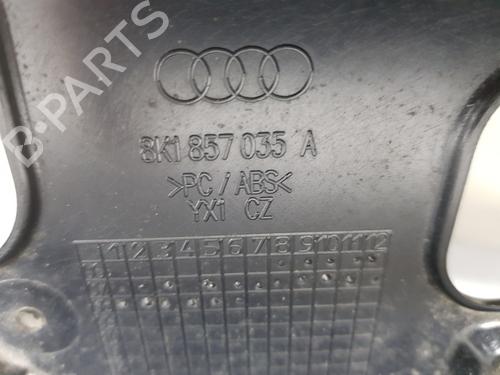 B-PARTS
8K1 857 035 A
>PC/ABS<
YX1 CZ
1 2 3 4 5 6 7 8 9 10 11 12